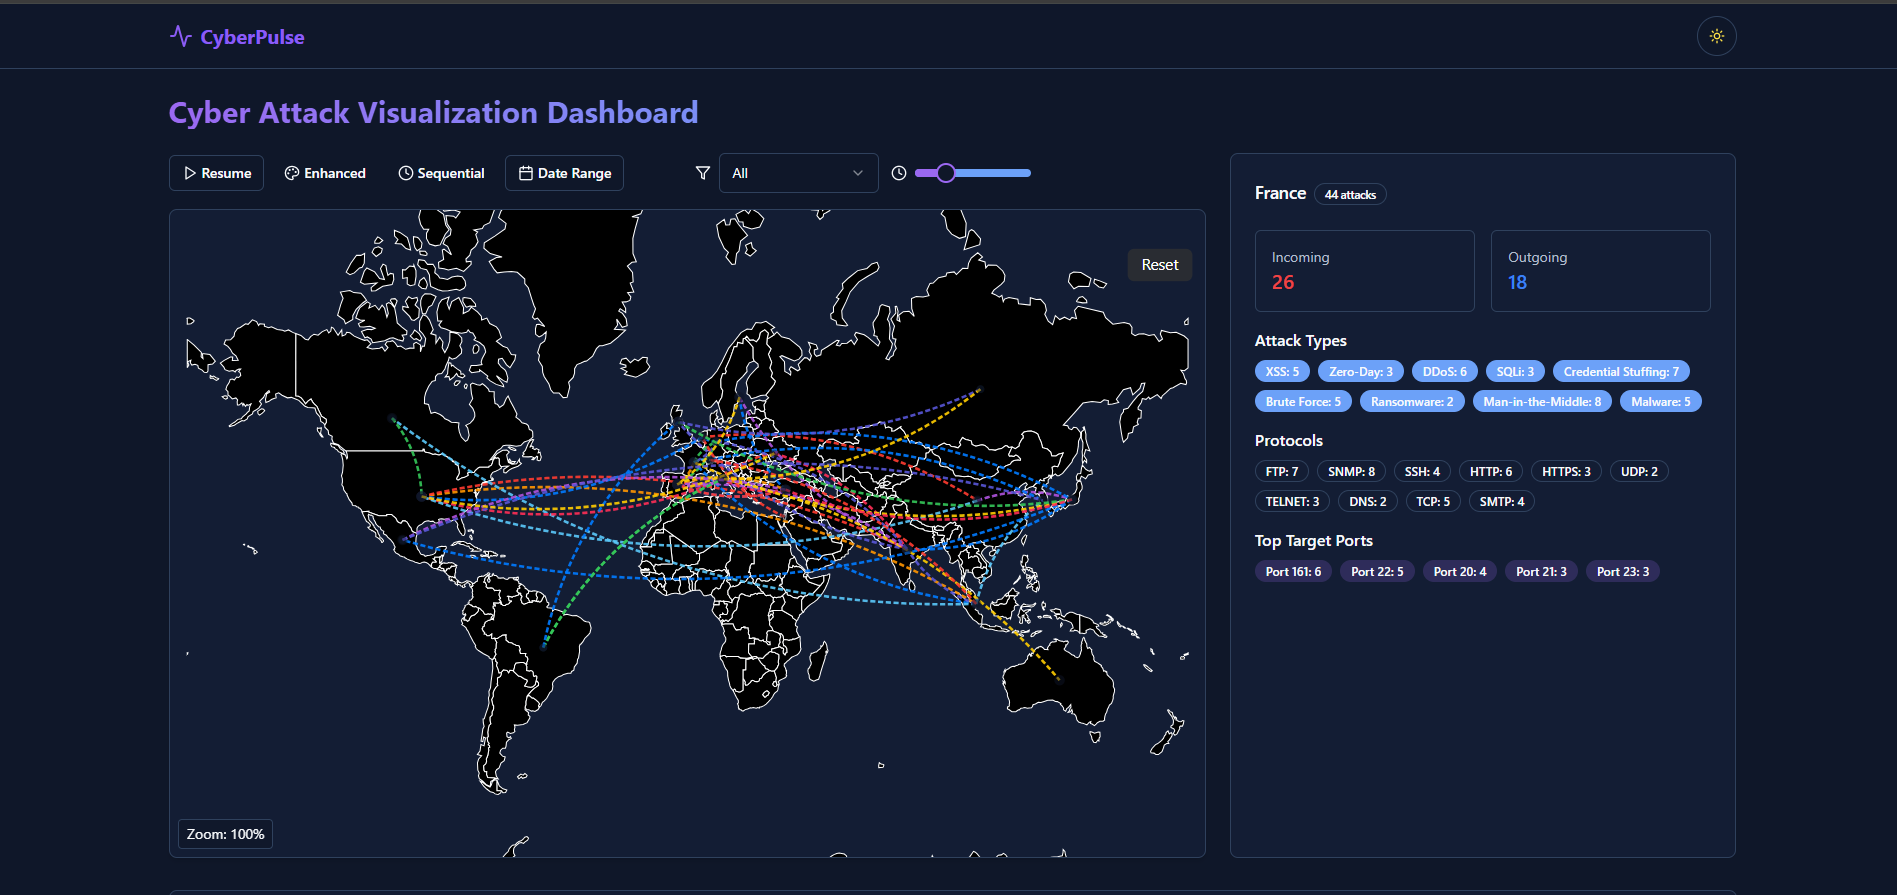 CyberPulse
Cyber Attack Visualization Dashboard
Resume Enhanced Sequential Date Range All
Reset
Zoom: 100%
France 44 attacks
Incoming Outgoing
26 18
Attack Types
XSS: 5 Zero-Day: 3 DDoS: 6 SQLi: 3 Credential Stuffing: 7
Brute Force: 5 Ransomware: 2 Man-in-the-Middle: 8 Malware: 5
Protocols
FTP: 7 SNMP: 8 SSH: 4 HTTP: 6 HTTPS: 3 UDP: 2
TELNET: 3 DNS: 2 TCP: 5 SMTP: 4
Top Target Ports
Port 161: 6 Port 22: 5 Port 20: 4 Port 21: 3 Port 23: 3